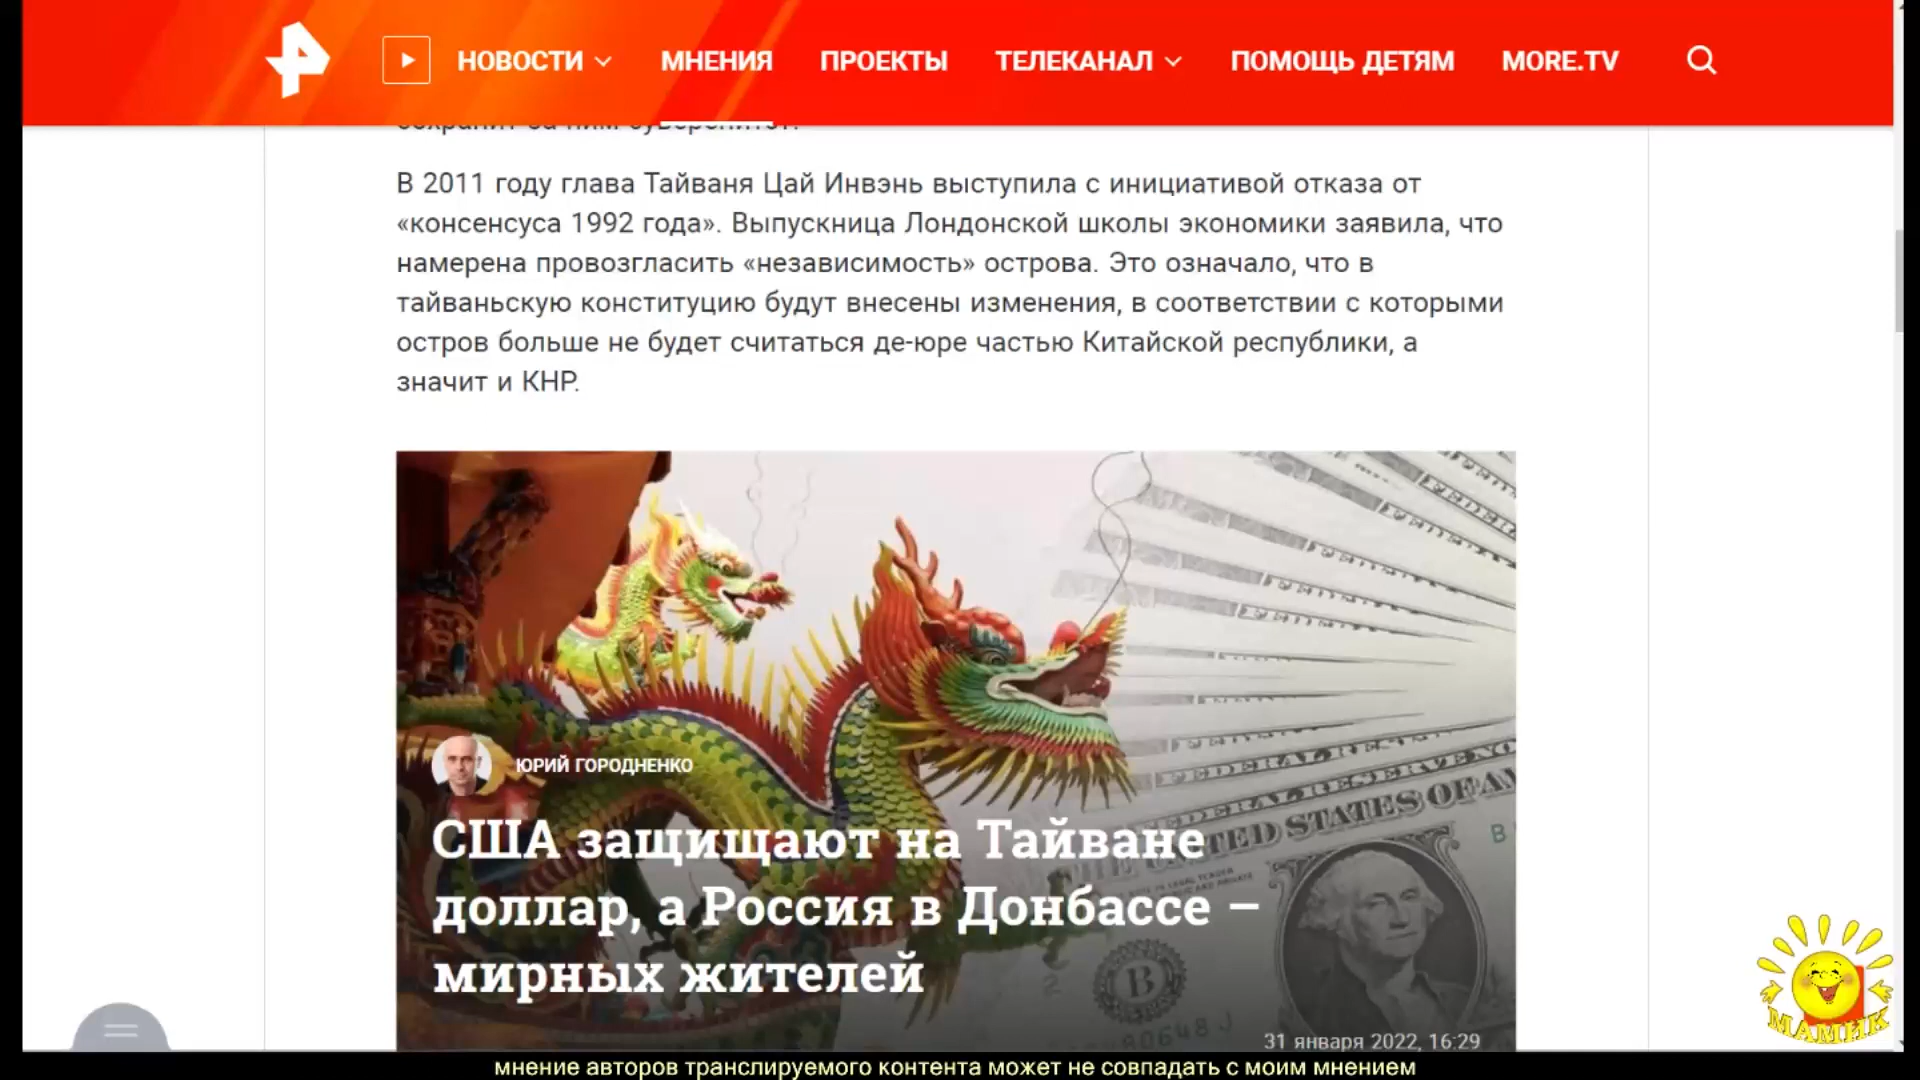 НОВОСТИ МНЕНИЯ ПРОЕКТЫ ТЕЛЕКАНАЛ ПОМОЩЬ ДЕТЯМ MORE.TV
В 2011 году глава Тайваня Цай Инвэнь выступила с инициативой отказа от
«консенсуса 1992 года». Выпускница Лондонской школы экономики заявила, что
намерена провозгласить «независимость» острова. Это означало, что в
тайваньскую конституцию будут внесены изменения, в соответствии с которыми
остров больше не будет считаться де-юре частью Китайской республики, а
значит и КНР.
ЮРИЙ ГОРОДНЕНКО
США защищают на Тайване
доллар, а Россия в Донбассе –
мирных жителей
31 января 2022, 16:29
МАМИК
мнение авторов транслируемого контента может не совпадать с моим мнением